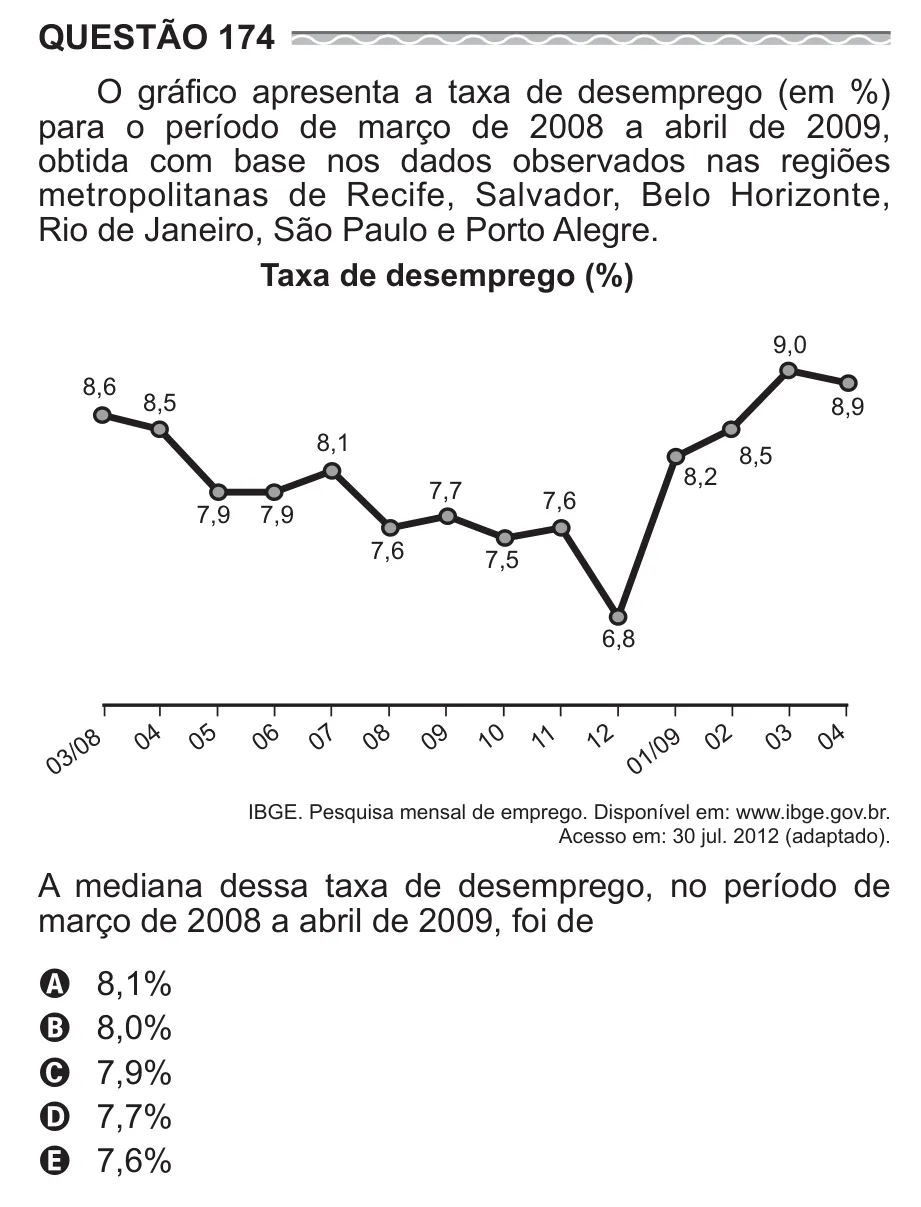 QUESTÃO 174
O gráfico apresenta a taxa de desemprego (em %)
para o período de março de 2008 a abril de 2009,
obtida com base nos dados observados nas regiões
metropolitanas de Recife, Salvador, Belo Horizonte,
Rio de Janeiro, São Paulo e Porto Alegre.
Taxa de desemprego (%)
8,6
8,5
7,9
7,9
8,1
7,6
7,7
7,5
7,6
6,8
8,2
8,5
9,0
8,9
03/08 04 05 06 07 08 09 10 11 12 01/09 02 03 04
IBGE. Pesquisa mensal de emprego. Disponível em: www.ibge.gov.br.
Acesso em: 30 jul. 2012 (adaptado).
A mediana dessa taxa de desemprego, no período de
março de 2008 a abril de 2009, foi de
A 8,1%
B 8,0%
C 7,9%
D 7,7%
E 7,6%